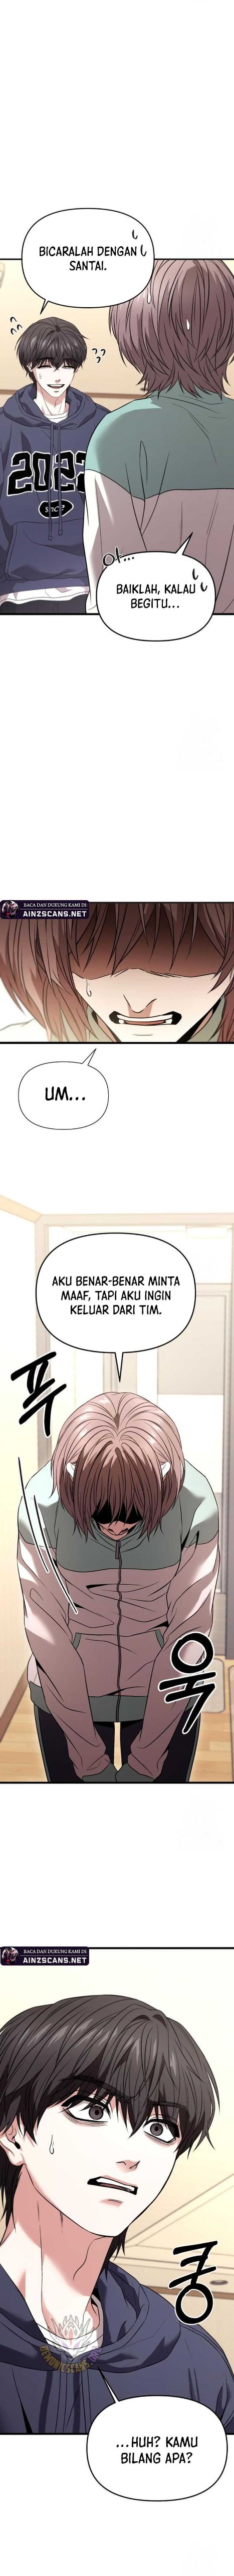 BICARALAH DENGAN
SANTAI.
2022
BAIKLAH, KALAU
BEGITU...
BACA DAN DUKUNG KAMI DI
AINZSCANS.NET
UM...
AKU BENAR-BENAR MINTA
MAAF, TAPI AKU INGIN
KELUAR DARI TIM.
푸
욱
BACA DAN DUKUNG KAMI DI
AINZSCANS.NET
쿵
...HUH? KAMU
BILANG APA?